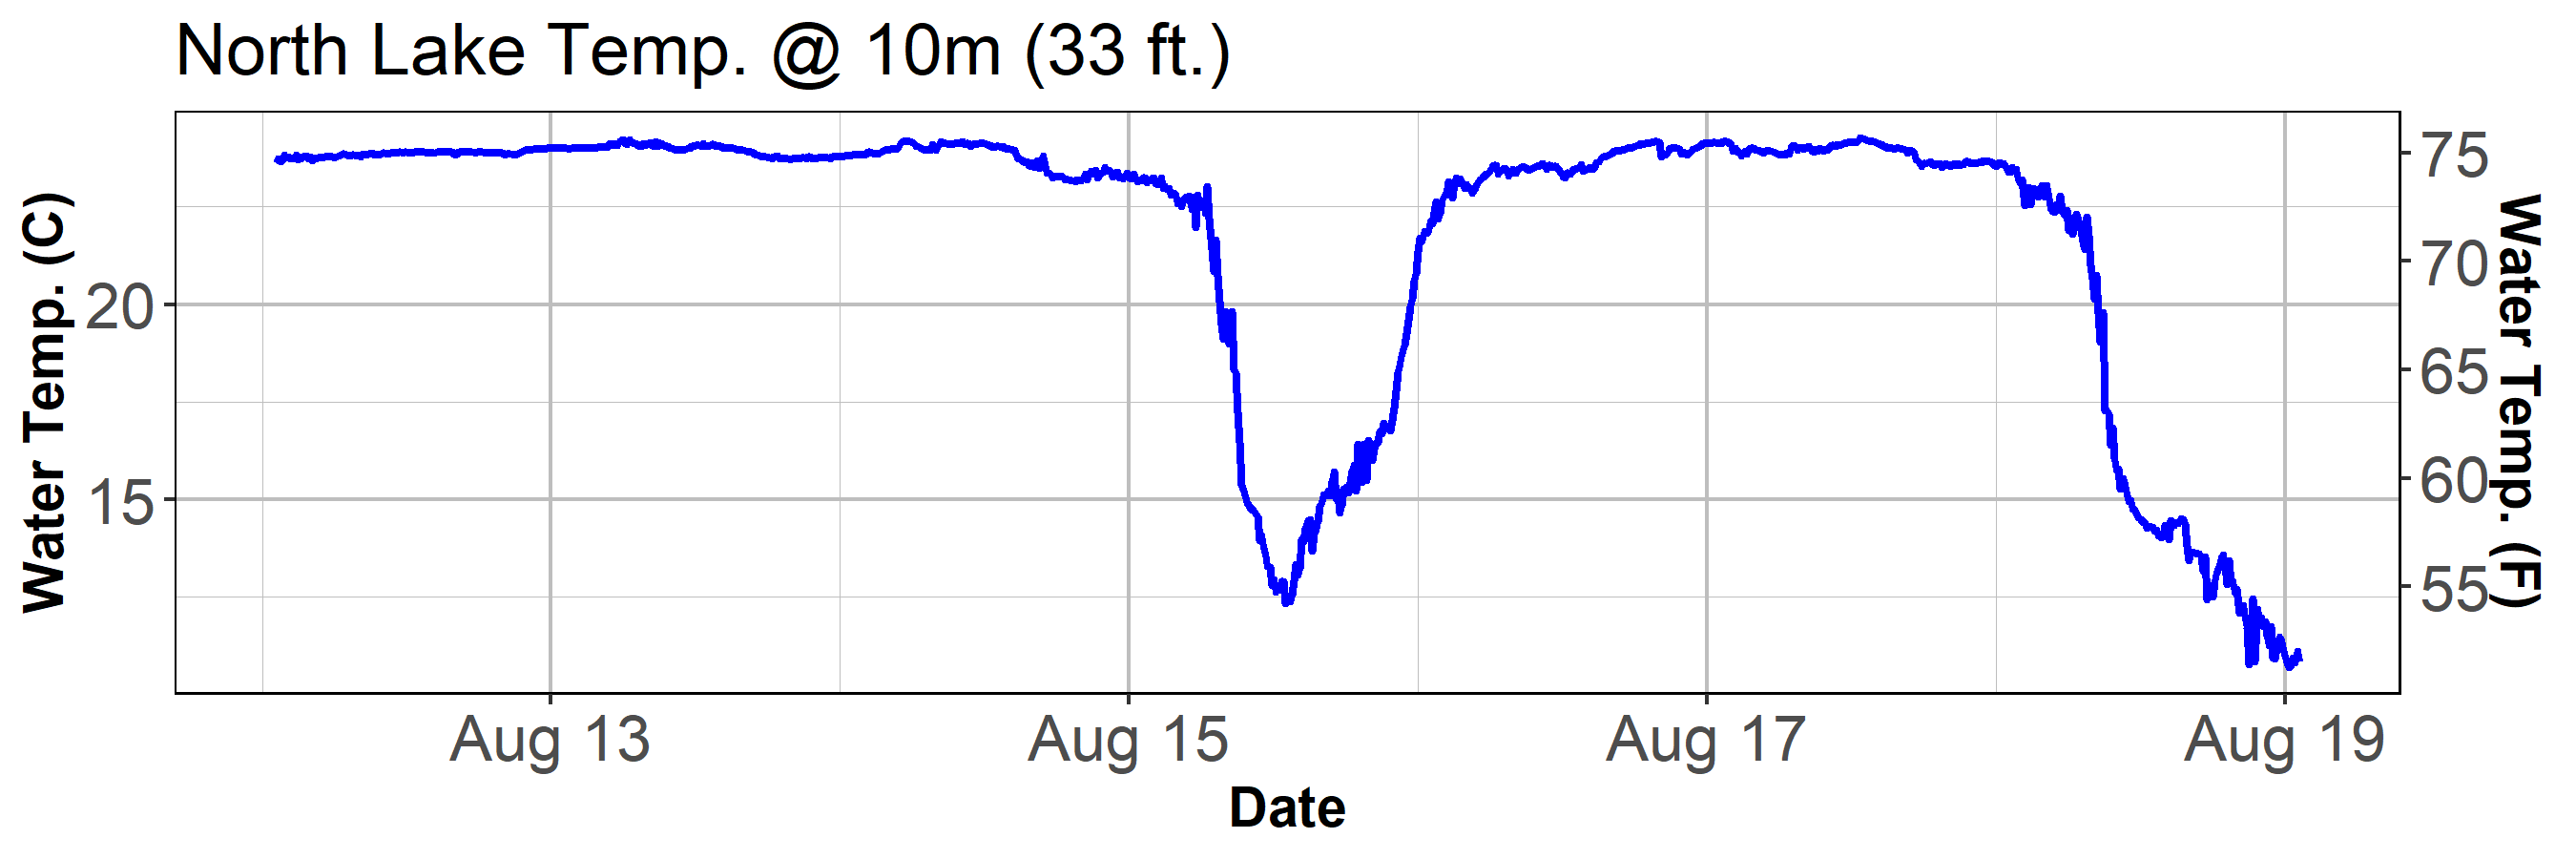 North Lake Temp. @ 10m (33 ft.)
Water Temp. (C)
20
15
75
70
65
60
55
Water Temp. (F)
Aug 13
Aug 15
Aug 17
Aug 19
Date